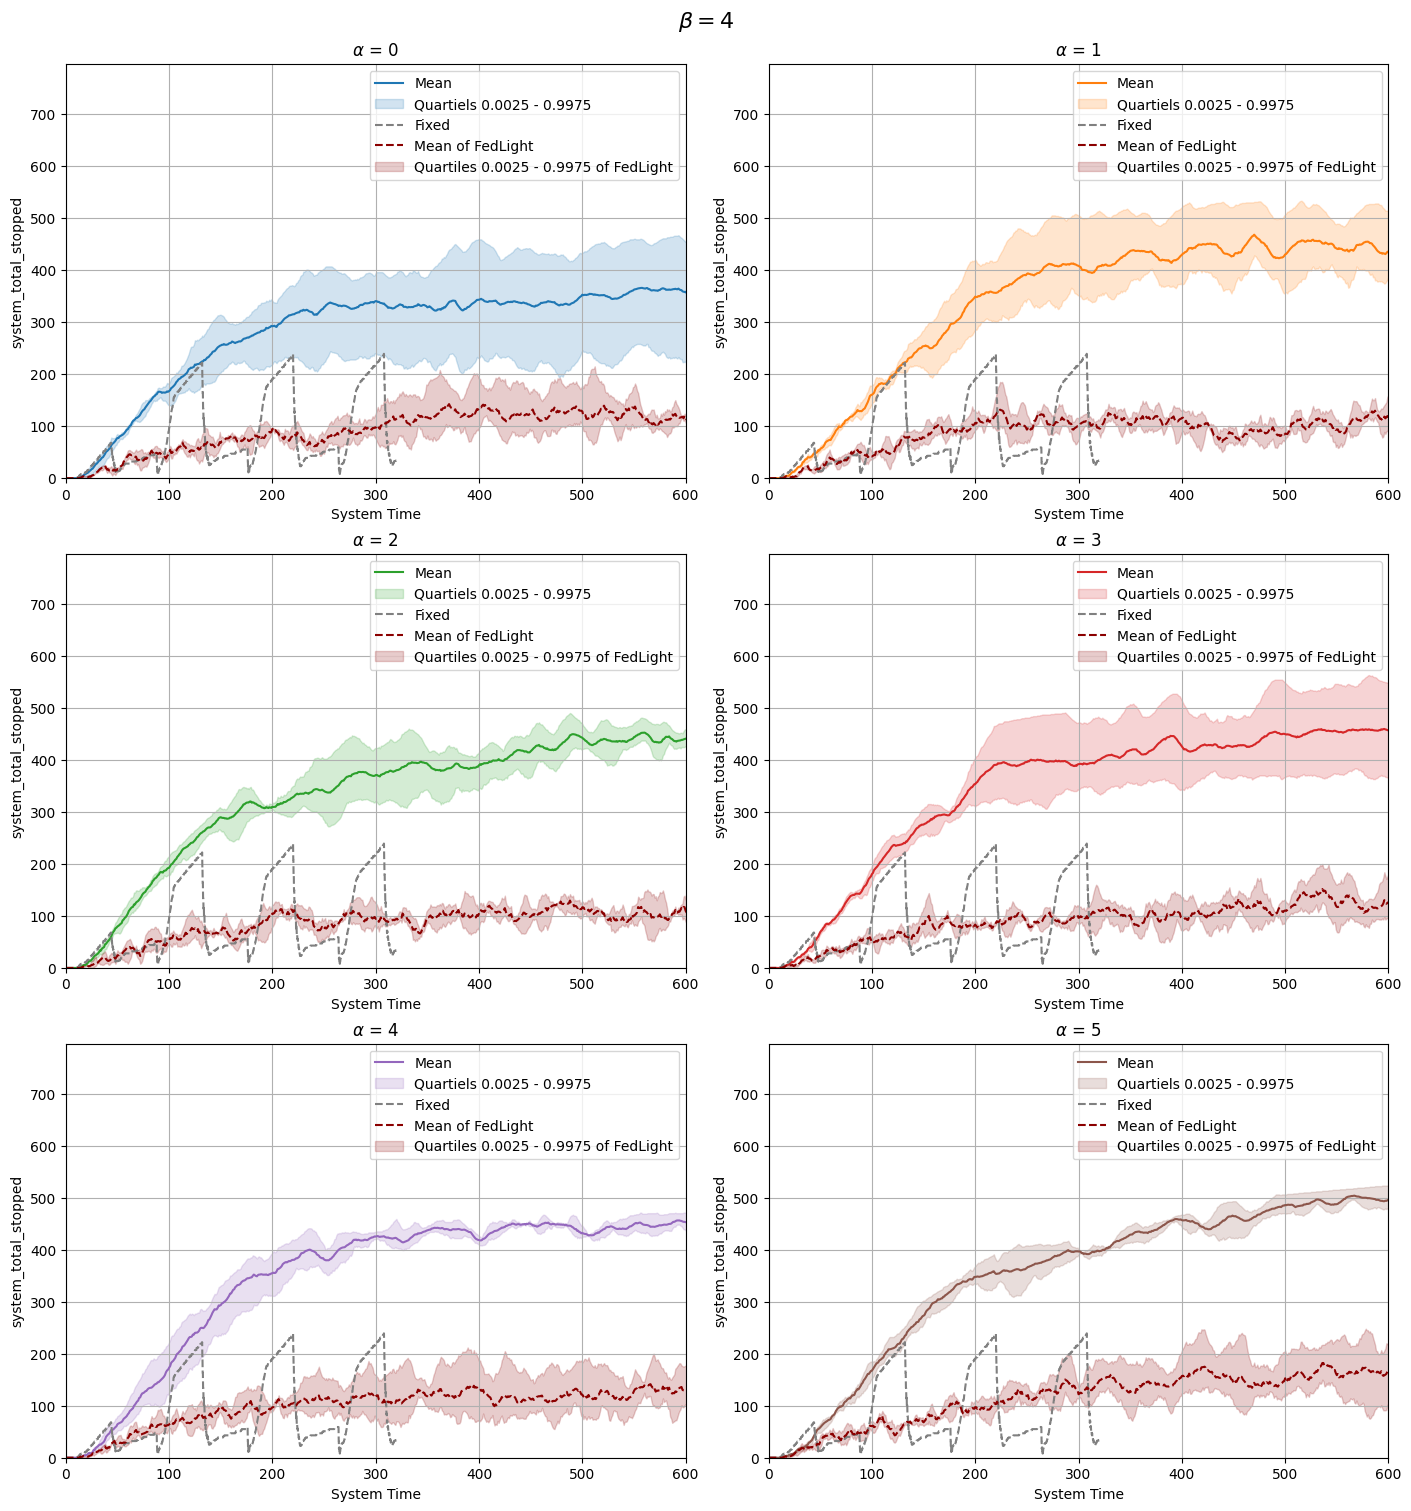 β = 4
α = 0
system_total_stopped
700
600
500
400
300
200
100
0
Mean
Quartiels 0.0025 - 0.9975
Fixed
Mean of FedLight
Quartiles 0.0025 - 0.9975 of FedLight
0 100 200 300 400 500 600
System Time
α = 1
system_total_stopped
700
600
500
400
300
200
100
0
Mean
Quartiels 0.0025 - 0.9975
Fixed
Mean of FedLight
Quartiles 0.0025 - 0.9975 of FedLight
0 100 200 300 400 500 600
System Time
α = 2
system_total_stopped
700
600
500
400
300
200
100
0
Mean
Quartiels 0.0025 - 0.9975
Fixed
Mean of FedLight
Quartiles 0.0025 - 0.9975 of FedLight
0 100 200 300 400 500 600
System Time
α = 3
system_total_stopped
700
600
500
400
300
200
100
0
Mean
Quartiels 0.0025 - 0.9975
Fixed
Mean of FedLight
Quartiles 0.0025 - 0.9975 of FedLight
0 100 200 300 400 500 600
System Time
α = 4
system_total_stopped
700
600
500
400
300
200
100
0
Mean
Quartiels 0.0025 - 0.9975
Fixed
Mean of FedLight
Quartiles 0.0025 - 0.9975 of FedLight
0 100 200 300 400 500 600
System Time
α = 5
system_total_stopped
700
600
500
400
300
200
100
0
Mean
Quartiels 0.0025 - 0.9975
Fixed
Mean of FedLight
Quartiles 0.0025 - 0.9975 of FedLight
0 100 200 300 400 500 600
System Time